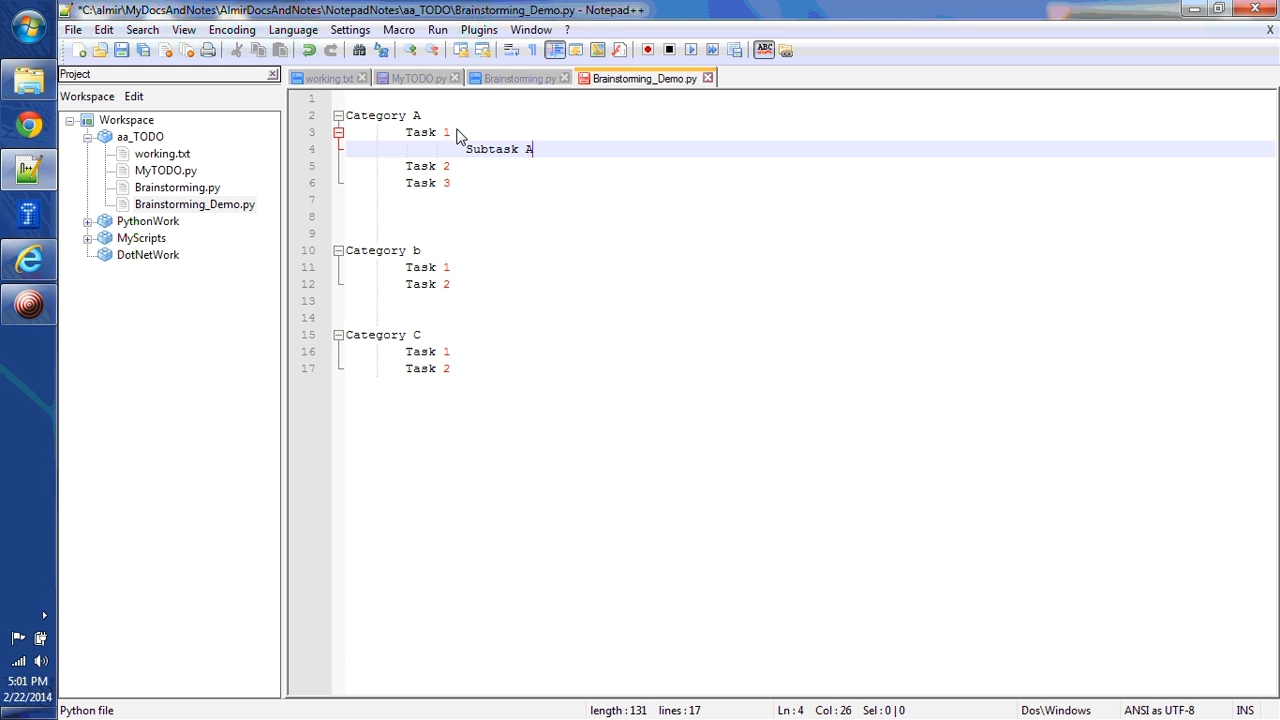 *C:\almir\MyDocsAndNotes\AlmirDocsAndNotes\NotepadNotes\aa_TODO\Brainstorming_Demo.py - Notepad++
File Edit Search View Encoding Language Settings Macro Run Plugins Window ? X
Project
working.txt MyTODO.py Brainstorming.py Brainstorming_Demo.py
Workspace Edit
Workspace
aa_TODO
working.txt
MyTODO.py
Brainstorming.py
Brainstorming_Demo.py
PythonWork
MyScripts
DotNetWork
1
2 Category A
3 Task 1
4 Subtask A
5 Task 2
6 Task 3
7
8
9
10 Category b
11 Task 1
12 Task 2
13
14
15 Category C
16 Task 1
17 Task 2
5:01 PM
2/22/2014
Python file length : 131 lines : 17 Ln : 4 Col : 26 Sel : 0 | 0 Dos\Windows ANSI as UTF-8 INS